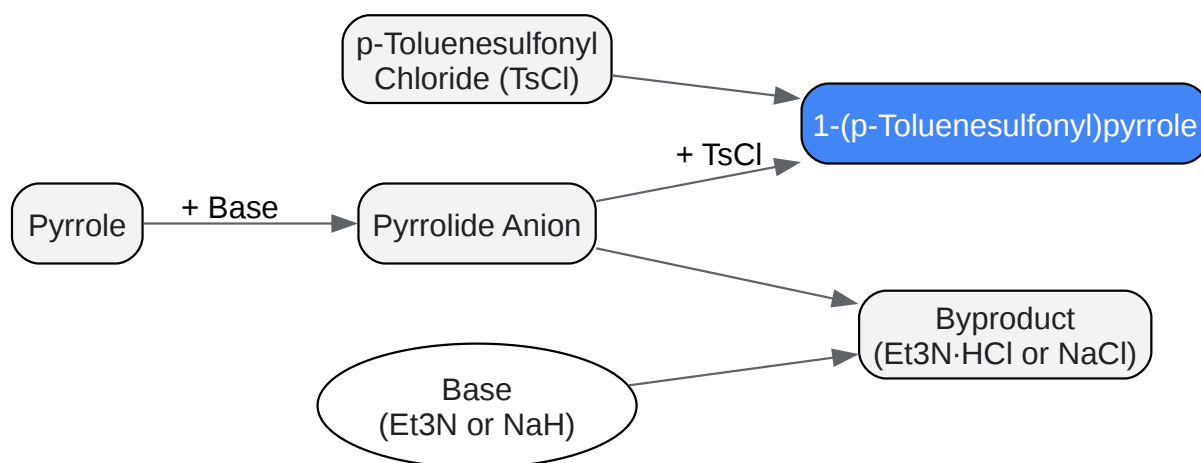 p-Toluenesulfonyl
Chloride (TsCl)
1-(p-Toluenesulfonyl)pyrrole
+ TsCl
Pyrrole
+ Base
Pyrrolide Anion
Byproduct
(Et3N·HCl or NaCl)
Base
(Et3N or NaH)